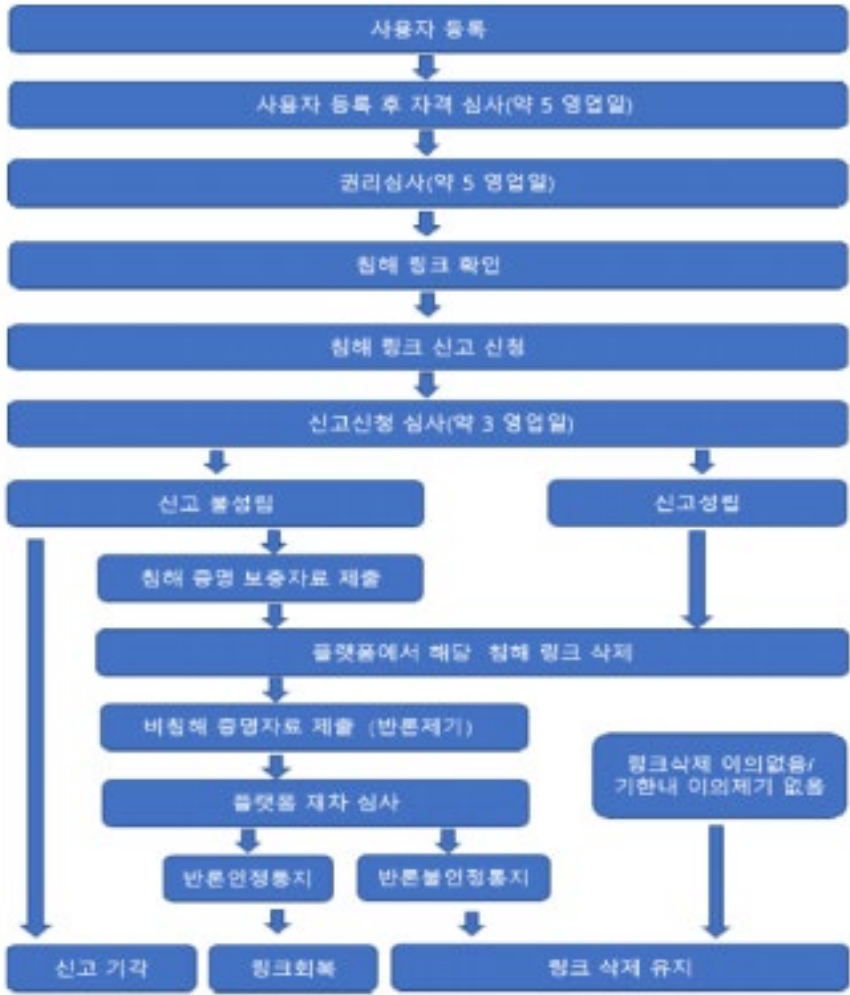 사용자 등록
사용자 등록 후 자격 심사(약 5 영업일)
권리심사(약 5 영업일)
침해 링크 확인
침해 링크 신고 신청
신고신청 심사(약 3 영업일)
신고 불성립
신고성립
침해 증명 보충자료 제출
플랫폼에서 해당 침해 링크 삭제
비침해 증명자료 제출 (반론제기)
링크삭제 이의없음/
기한내 이의제기 없음
플랫폼 재차 심사
반론인정통지
반론불인정통지
신고 기각
링크회복
링크 삭제 유지